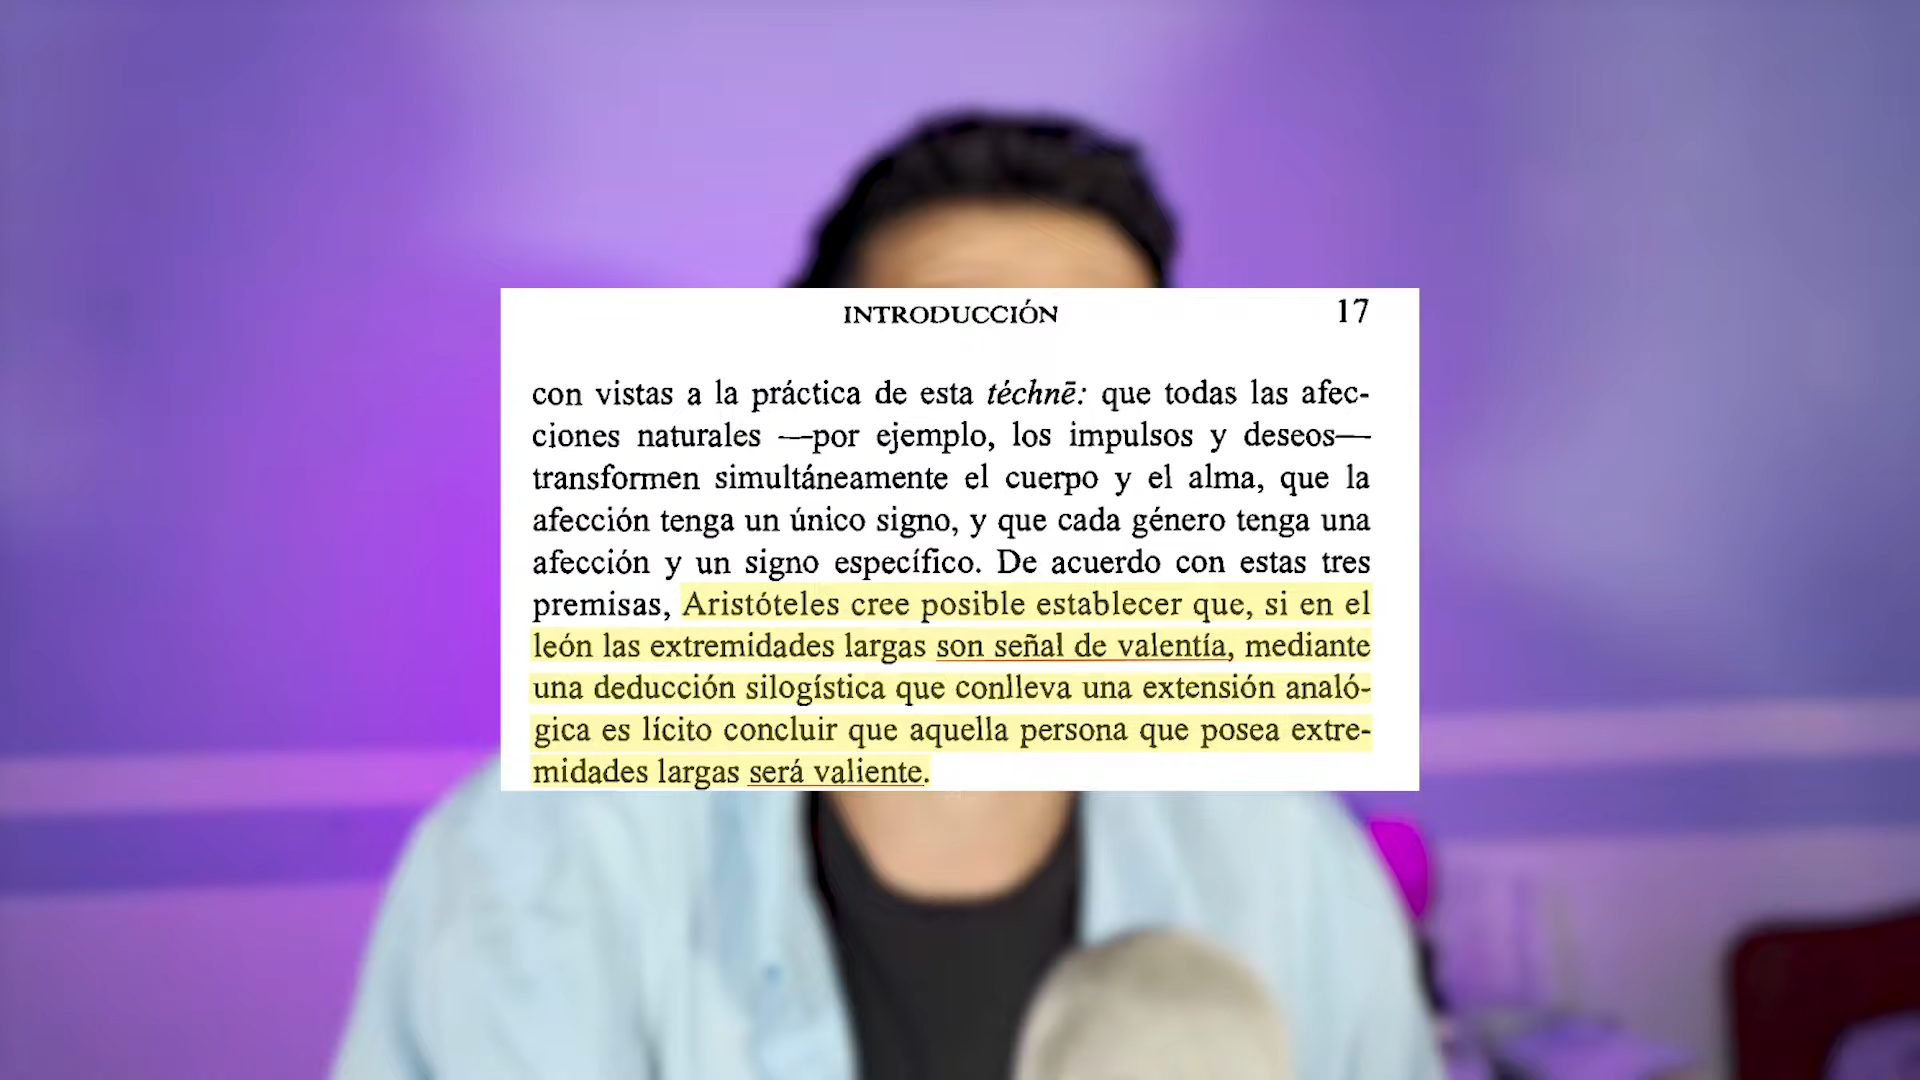 INTRODUCCIÓN 17
con vistas a la práctica de esta téchnē: que todas las afec-
ciones naturales —por ejemplo, los impulsos y deseos—
transformen simultáneamente el cuerpo y el alma, que la
afección tenga un único signo, y que cada género tenga una
afección y un signo específico. De acuerdo con estas tres
premisas, Aristóteles cree posible establecer que, si en el
león las extremidades largas son señal de valentía, mediante
una deducción silogística que conlleva una extensión analó-
gica es lícito concluir que aquella persona que posea extre-
midades largas será valiente.